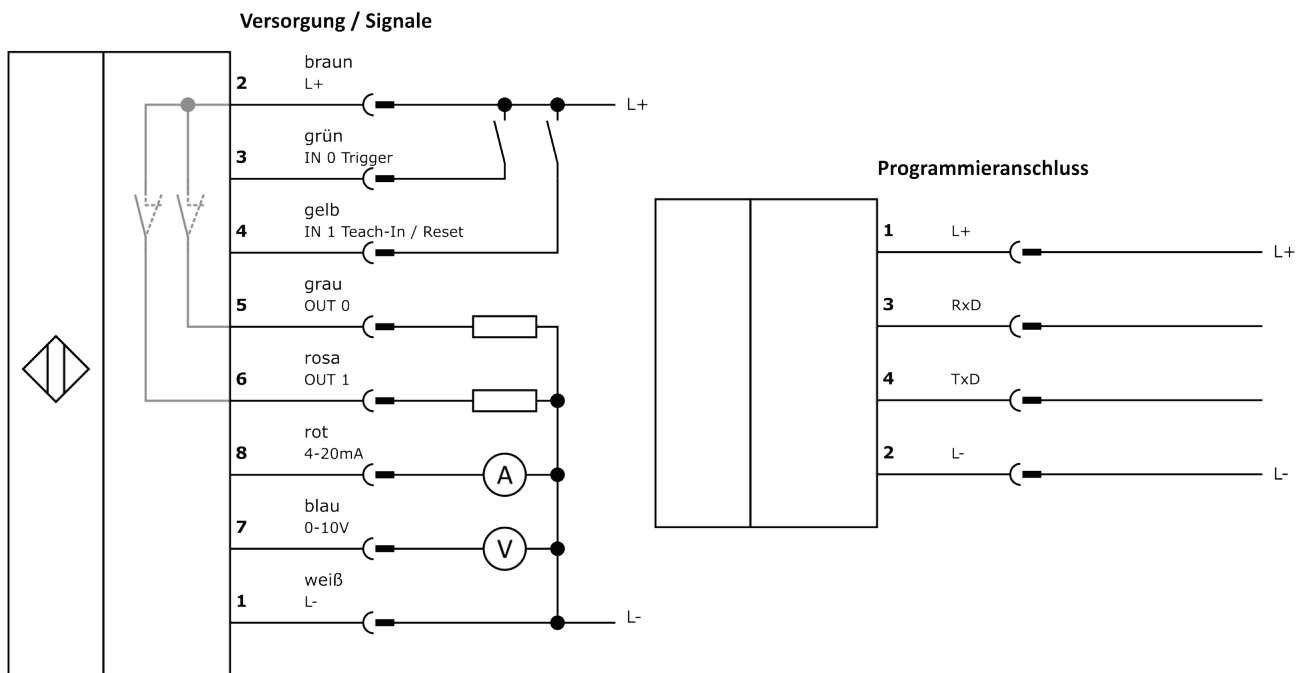 Versorgung / Signale
braun
2 L+
L+
grün
3 IN 0 Trigger
gelb
4 IN 1 Teach-In / Reset
grau
5 OUT 0
rosa
6 OUT 1
rot
8 4-20mA
A
blau
7 0-10V
V
weiß
1 L-
L-
Programmieranschluss
1 L+
L+
3 RxD
4 TxD
2 L-
L-